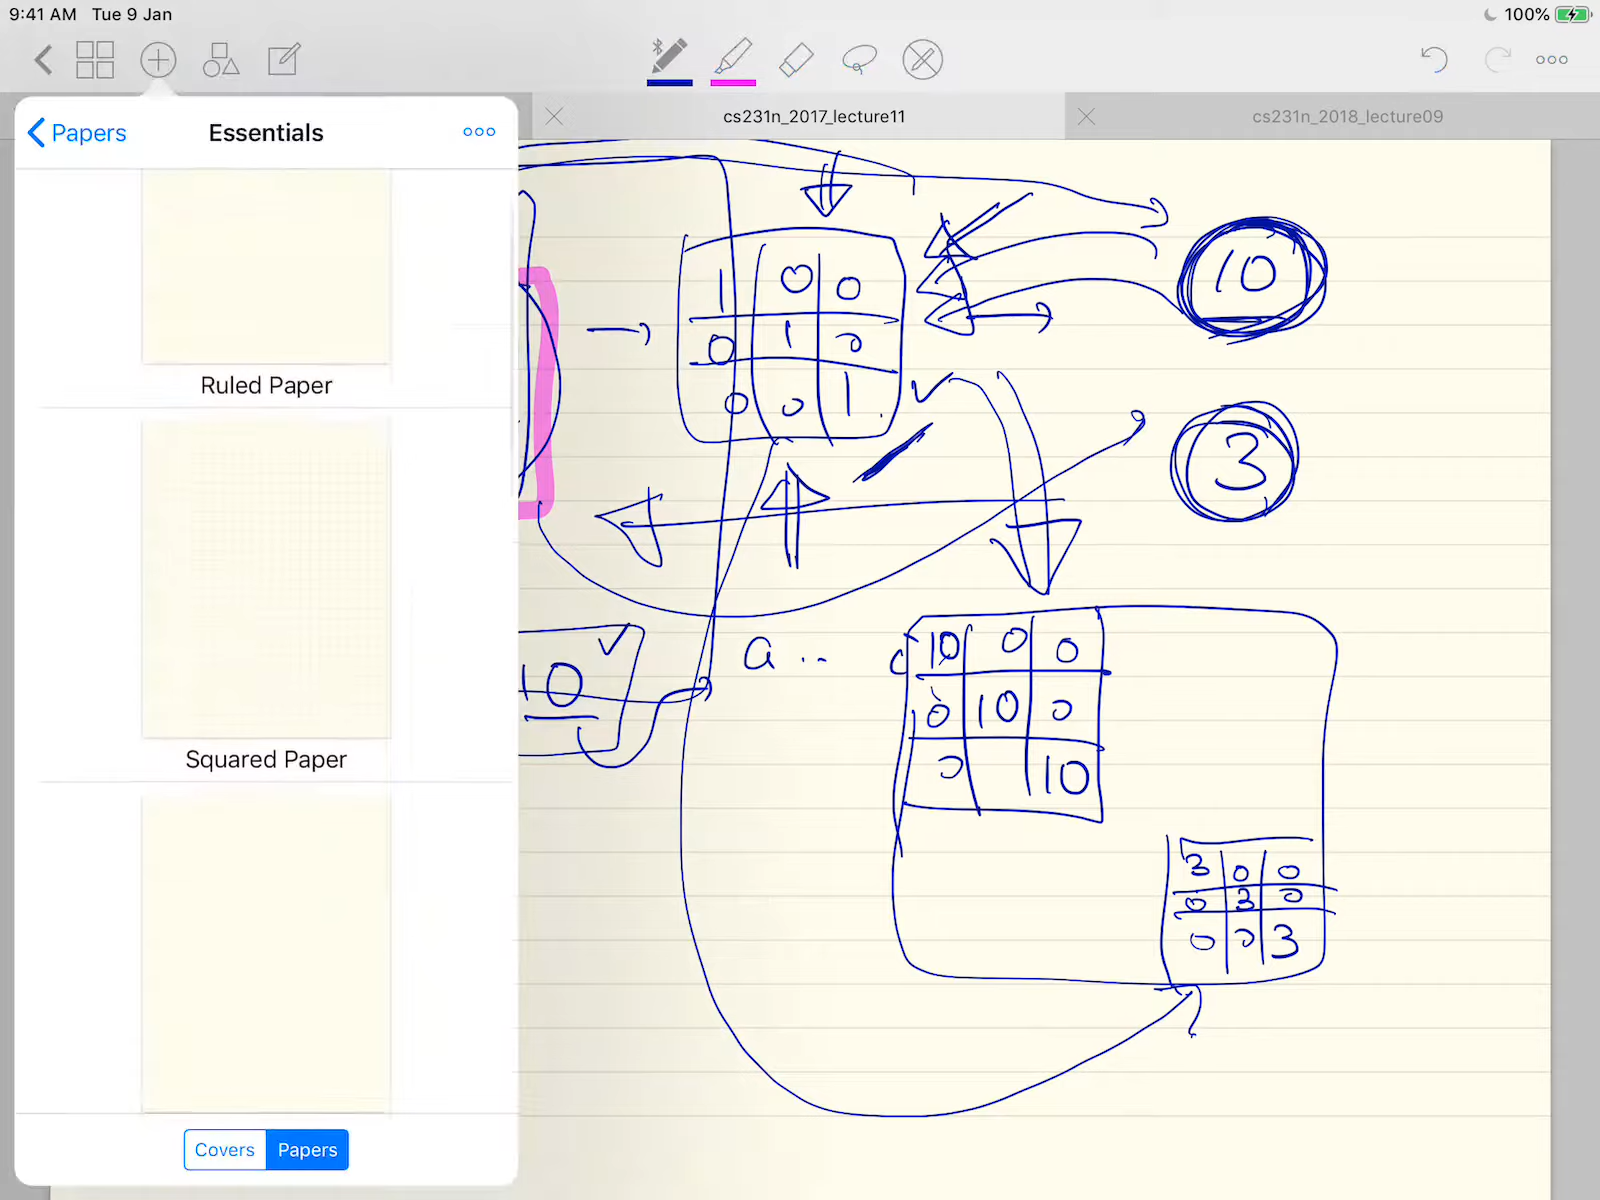 9:41 AM Tue 9 Jan
100%
Papers
Essentials
cs231n_2017_lecture11
cs231n_2018_lecture09
Ruled Paper
Squared Paper
Covers
Papers
1 0 0
0 1 0
0 0 1
10
3
10
a ..
10 0 0
0 10 0
0 10
3 0 0
0 3 0
0 0 3